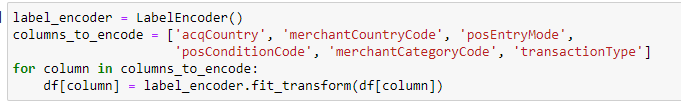 label_encoder = LabelEncoder()
columns_to_encode = ['acqCountry', 'merchantCountryCode', 'posEntryMode',
                     'posConditionCode', 'merchantCategoryCode', 'transactionType']
for column in columns_to_encode:
    df[column] = label_encoder.fit_transform(df[column])